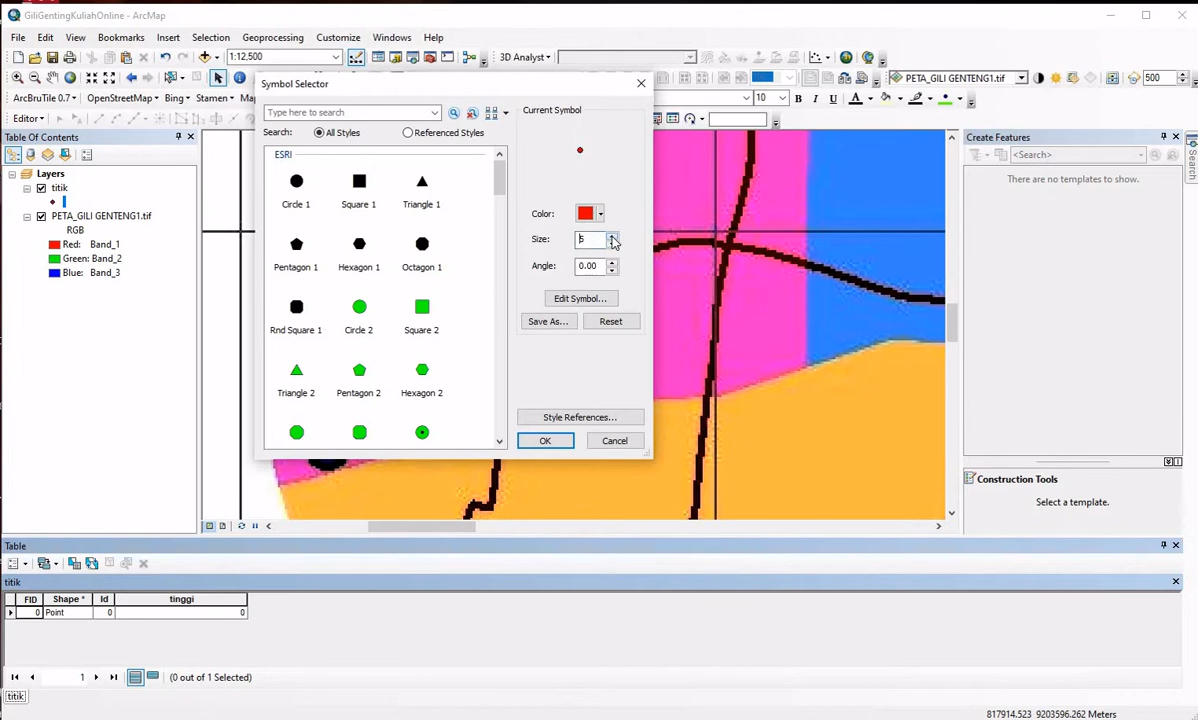 GiliGentingKuliahOnline - ArcMap
File Edit View Bookmarks Insert Selection Geoprocessing Customize Windows Help
1:12,500 3D Analyst
PETA_GILI GENTENG1.tif 500
ArcBruTile 0.7 OpenStreetMap Bing Stamen 10 B I U A
Editor
Table Of Contents
Layers
titik
PETA_GILI GENTENG1.tif
RGB
Red: Band_1
Green: Band_2
Blue: Band_3
Symbol Selector
Type here to search
Search: All Styles Referenced Styles
ESRI
Circle 1 Square 1 Triangle 1
Pentagon 1 Hexagon 1 Octagon 1
Rnd Square 1 Circle 2 Square 2
Triangle 2 Pentagon 2 Hexagon 2
Current Symbol
Color:
Size: 5
Angle: 0.00
Edit Symbol...
Save As... Reset
Style References...
OK Cancel
Create Features
<Search>
There are no templates to show.
Search
Construction Tools
Select a template.
Table
titik
FID Shape * Id tinggi
0 Point 0 0
1 (0 out of 1 Selected)
titik
817914.523 9203596.262 Meters